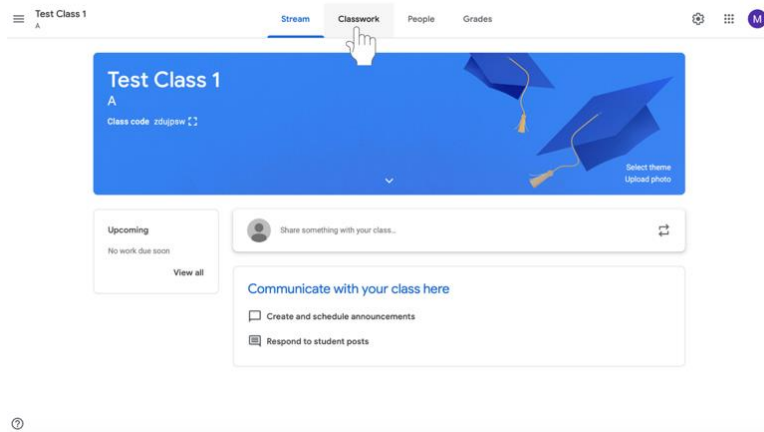 Test Class 1
A
Stream
Classwork
People
Grades
M
Test Class 1
A
Class code zdujpsw
Select theme
Upload photo
Upcoming
No work due soon
View all
Share something with your class...
Communicate with your class here
Create and schedule announcements
Respond to student posts